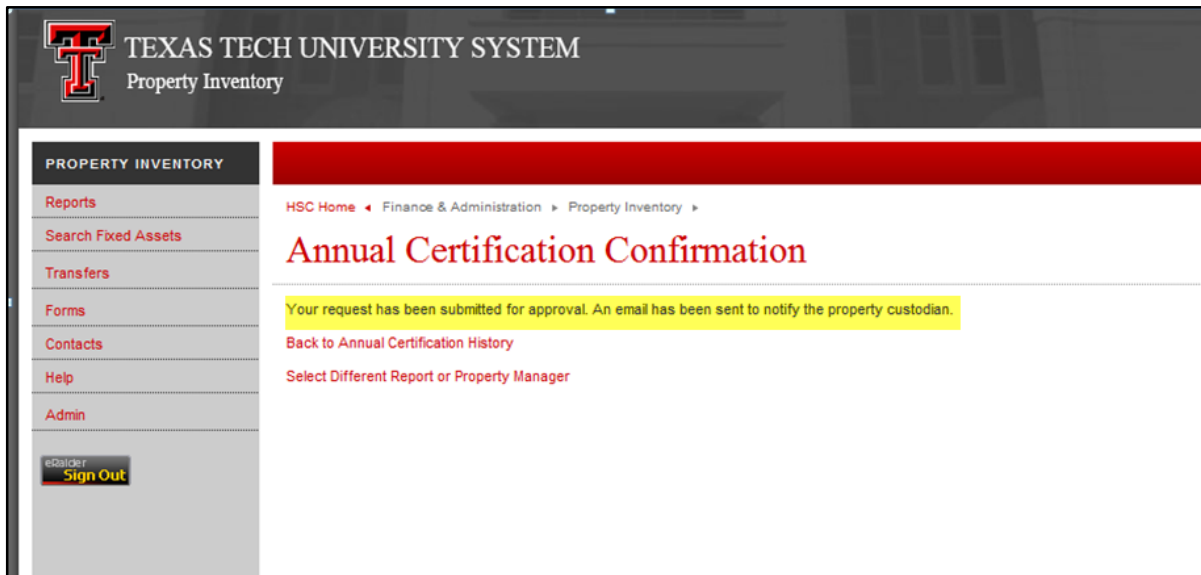 TEXAS TECH UNIVERSITY SYSTEM
Property Inventory
PROPERTY INVENTORY
Reports
Search Fixed Assets
Transfers
Forms
Contacts
Help
Admin
eRaider
Sign Out
HSC Home ◂ Finance & Administration ▸ Property Inventory ▸
Annual Certification Confirmation
Your request has been submitted for approval. An email has been sent to notify the property custodian.
Back to Annual Certification History
Select Different Report or Property Manager